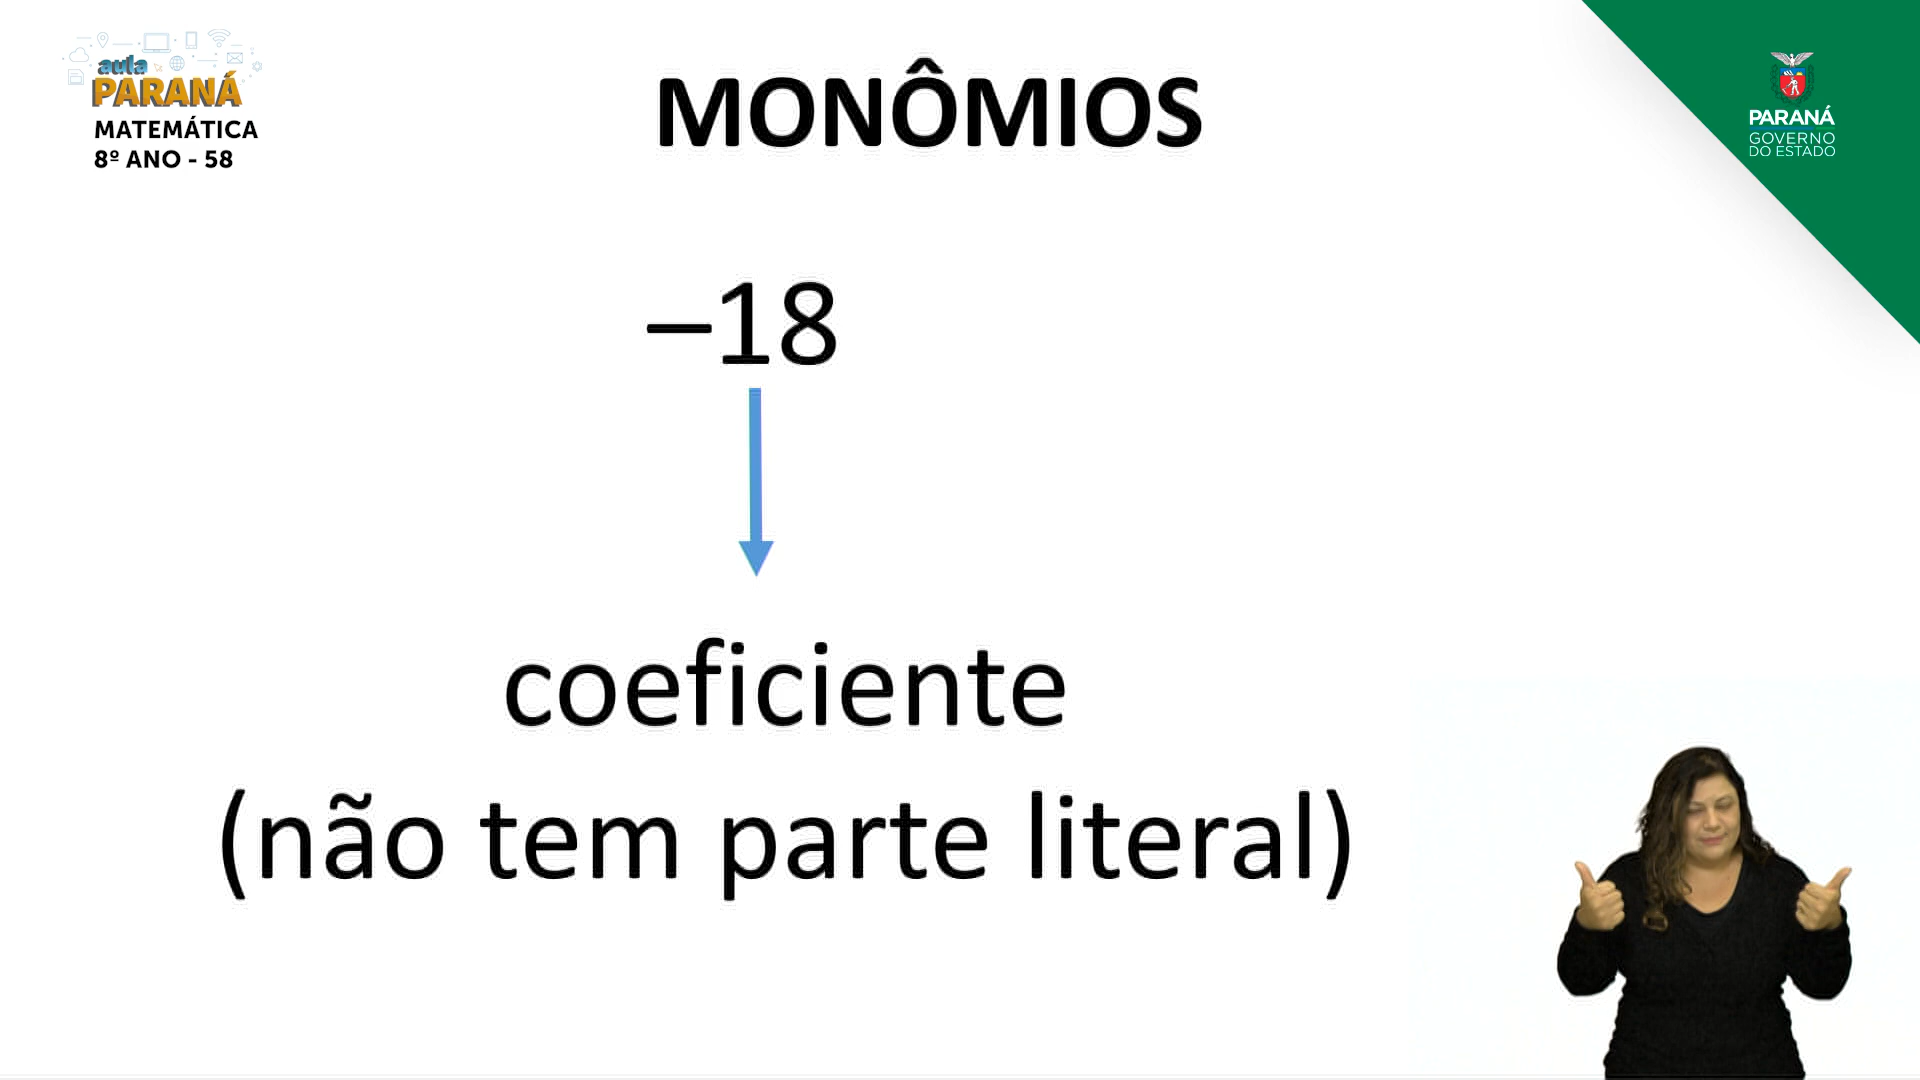 aula
PARANÁ
MATEMÁTICA
8º ANO - 58
MONÔMIOS
PARANÁ
GOVERNO
DO ESTADO
–18
coeficiente
(não tem parte literal)